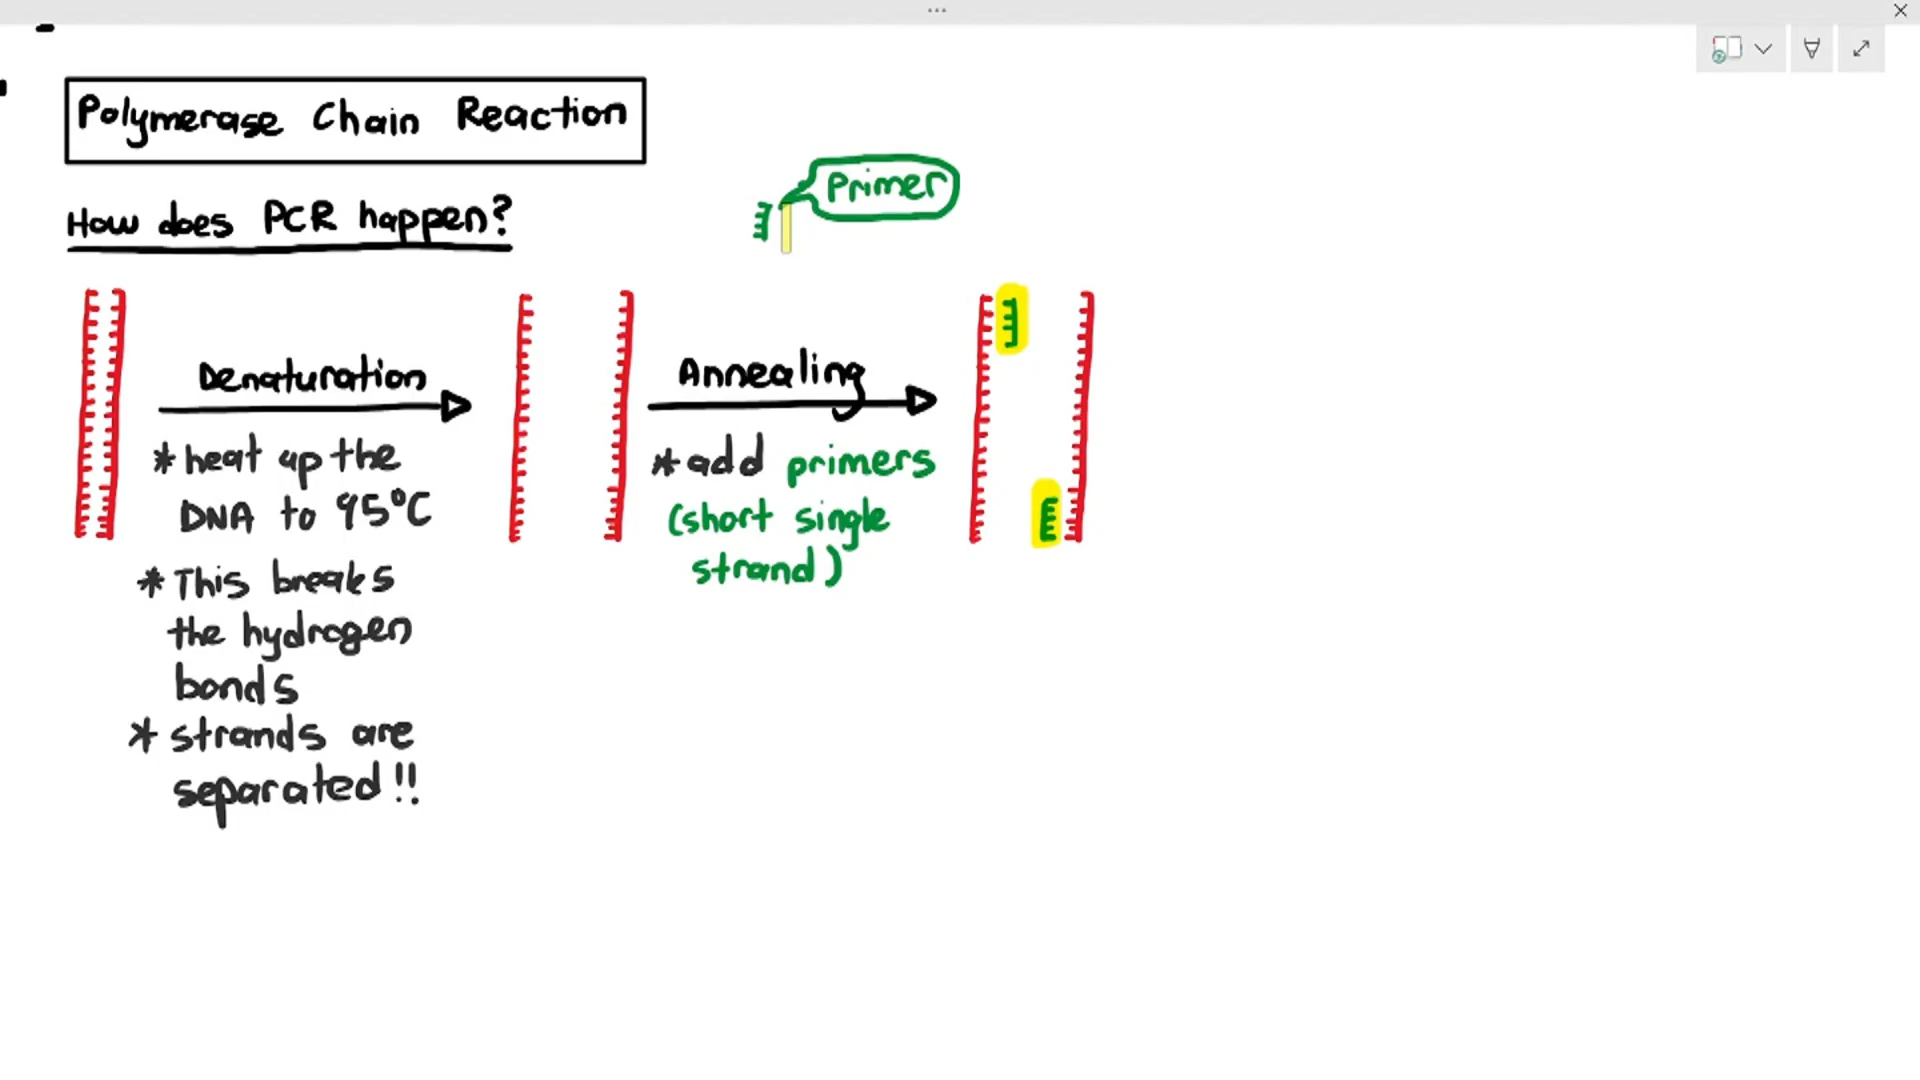 Polymerase Chain Reaction
Primer
How does PCR happen?
Denaturation
* heat up the
DNA to 95°C
* This breaks
the hydrogen
bonds
* strands are
separated!!
Annealing
* add primers
(short single
strand)